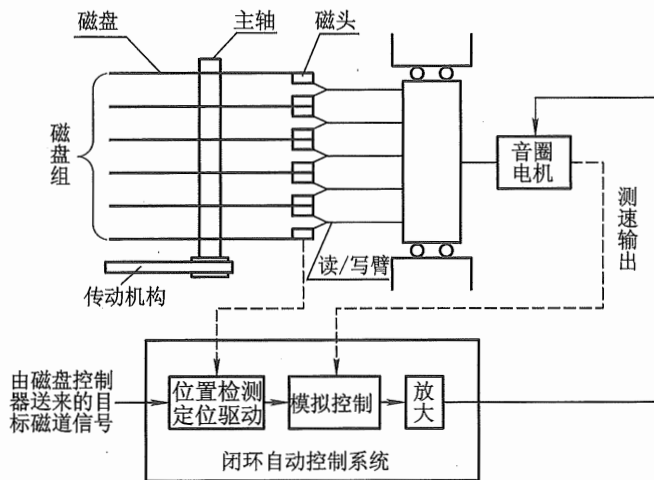 磁盘
主轴
磁头
磁盘组
音圈
电机
测速输出
读/写臂
传动机构
由磁盘控制
器送来的目
标磁道信号
位置检测
定位驱动
模拟控制
放大
闭环自动控制系统